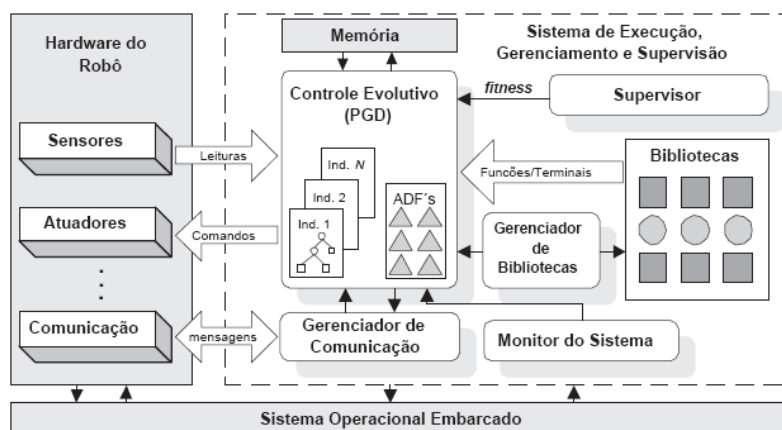 Hardware do
Robô
Sensores
Atuadores
Comunicação
Leituras
Comandos
mensagens
Memória
Controle Evolutivo
(PGD)
Ind. N
Ind. 2
Ind. 1
ADF´s
Gerenciador de
Comunicação
Sistema de Execução,
Gerenciamento e Supervisão
fitness
Supervisor
Funcões/Terminais
Bibliotecas
Gerenciador
de
Bibliotecas
Monitor do Sistema
Sistema Operacional Embarcado